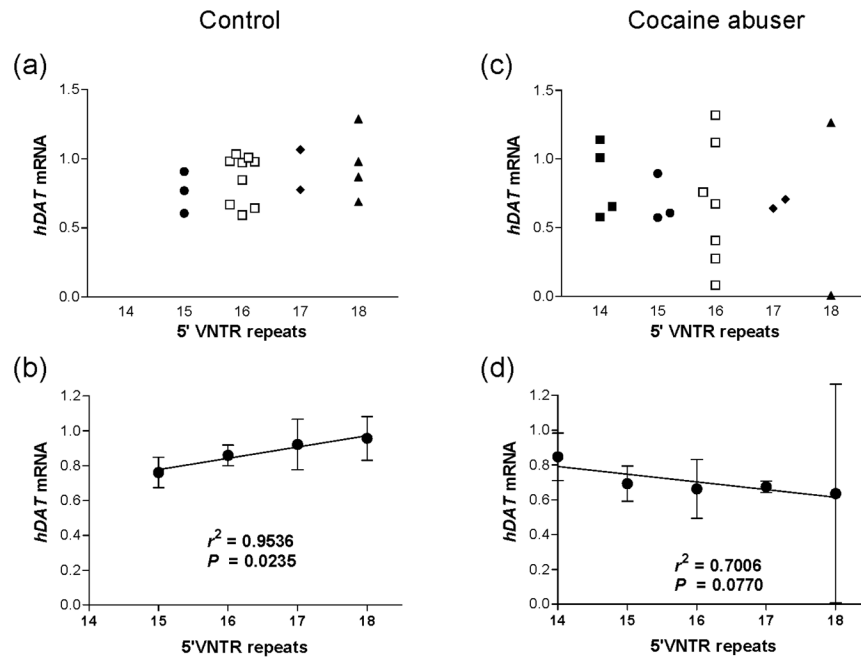 Control
Cocaine abuser
(a)
1.5
1.0
0.5
0.0
hDAT mRNA
14 15 16 17 18
5' VNTR repeats
(c)
1.5
1.0
0.5
0.0
hDAT mRNA
14 15 16 17 18
5' VNTR repeats
(b)
1.2
1.0
0.8
0.6
0.4
0.2
0.0
hDAT mRNA
r² = 0.9536
P = 0.0235
14 15 16 17 18
5'VNTR repeats
(d)
1.2
1.0
0.8
0.6
0.4
0.2
0.0
hDAT mRNA
r² = 0.7006
P = 0.0770
14 15 16 17 18
5'VNTR repeats